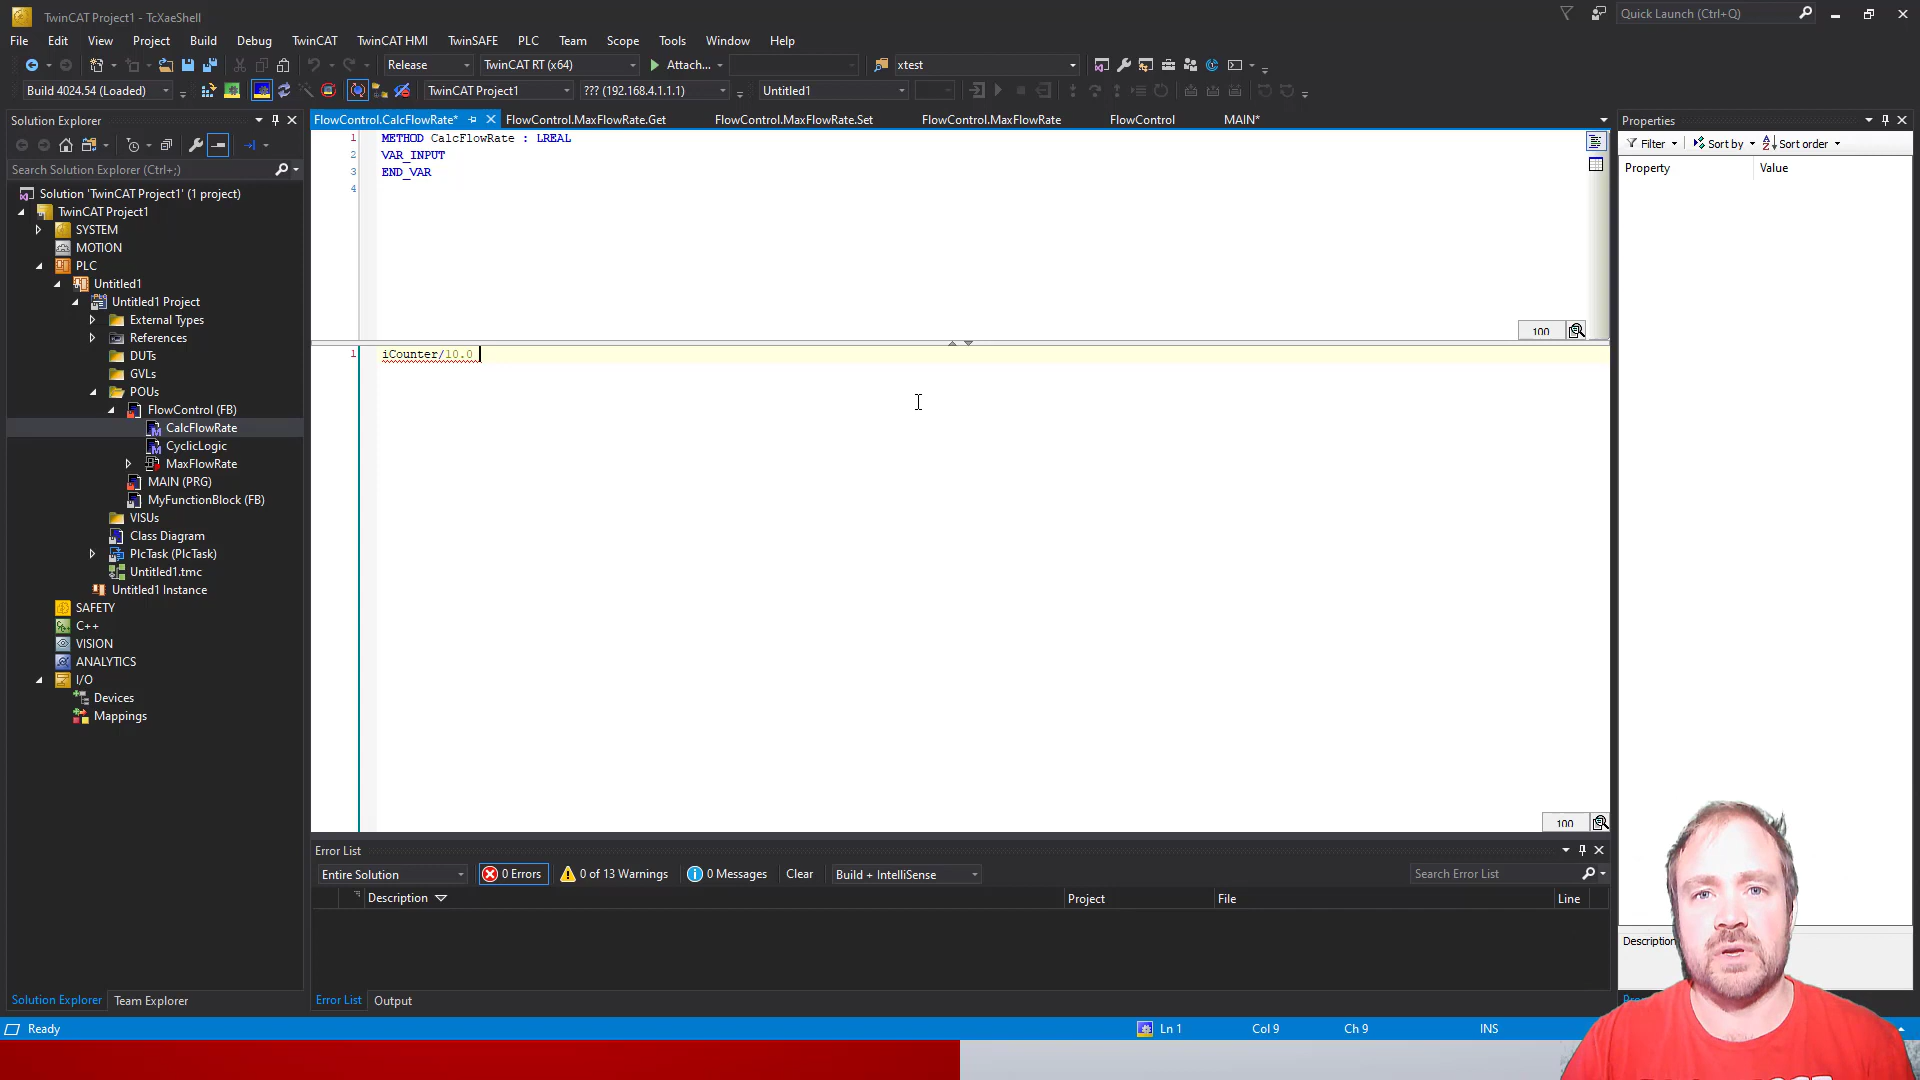 TwinCAT Project1 - TcXaeShell
Quick Launch (Ctrl+Q)
File Edit View Project Build Debug TwinCAT TwinCAT HMI TwinSAFE PLC Team Scope Tools Window Help
Release TwinCAT RT (x64) Attach... xtest
Build 4024.54 (Loaded) TwinCAT Project1 ??? (192.168.4.1.1.1) Untitled1
Solution Explorer
Search Solution Explorer (Ctrl+;)
Solution 'TwinCAT Project1' (1 project)
TwinCAT Project1
SYSTEM
MOTION
PLC
Untitled1
Untitled1 Project
External Types
References
DUTs
GVLs
POUs
FlowControl (FB)
CalcFlowRate
CyclicLogic
MaxFlowRate
MAIN (PRG)
MyFunctionBlock (FB)
VISUs
Class Diagram
PlcTask (PlcTask)
Untitled1.tmc
Untitled1 Instance
SAFETY
C++
VISION
ANALYTICS
I/O
Devices
Mappings
Solution Explorer Team Explorer
FlowControl.CalcFlowRate* FlowControl.MaxFlowRate.Get FlowControl.MaxFlowRate.Set FlowControl.MaxFlowRate FlowControl MAIN*
1 METHOD CalcFlowRate : LREAL
2 VAR_INPUT
3 END_VAR
4
100
1 iCounter/10.0
100
Error List
Entire Solution 0 Errors 0 of 13 Warnings 0 Messages Clear Build + IntelliSense Search Error List
Description Project File Line
Error List Output
Properties
Filter Sort by Sort order
Property Value
Description
Ready Ln 1 Col 9 Ch 9 INS